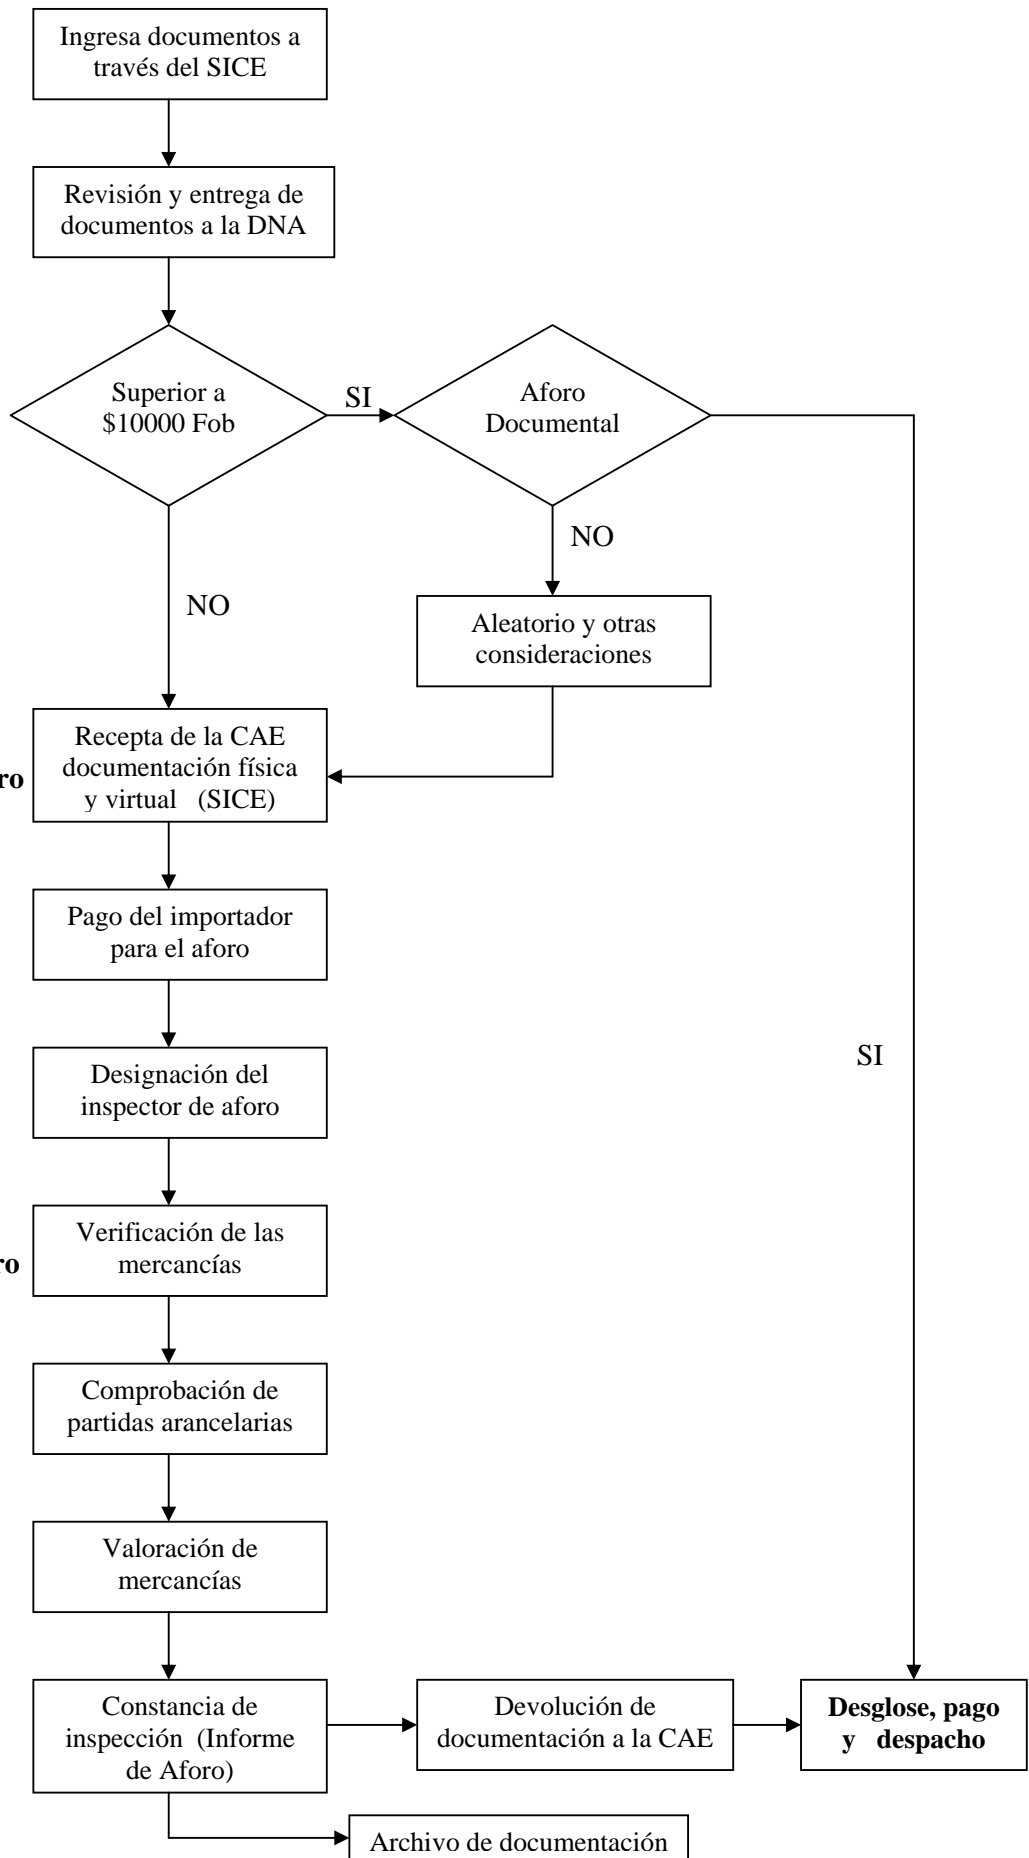 Ingresa documentos a
través del SICE
Revisión y entrega de
documentos a la DNA
Superior a
$10000 Fob
SI
Aforo
Documental
NO
NO
Aleatorio y otras
consideraciones
Recepta de la CAE
documentación física
y virtual (SICE)
ro
Pago del importador
para el aforo
SI
Designación del
inspector de aforo
Verificación de las
mercancías
ro
Comprobación de
partidas arancelarias
Valoración de
mercancías
Constancia de
inspección (Informe
de Aforo)
Devolución de
documentación a la CAE
Desglose, pago
y despacho
Archivo de documentación